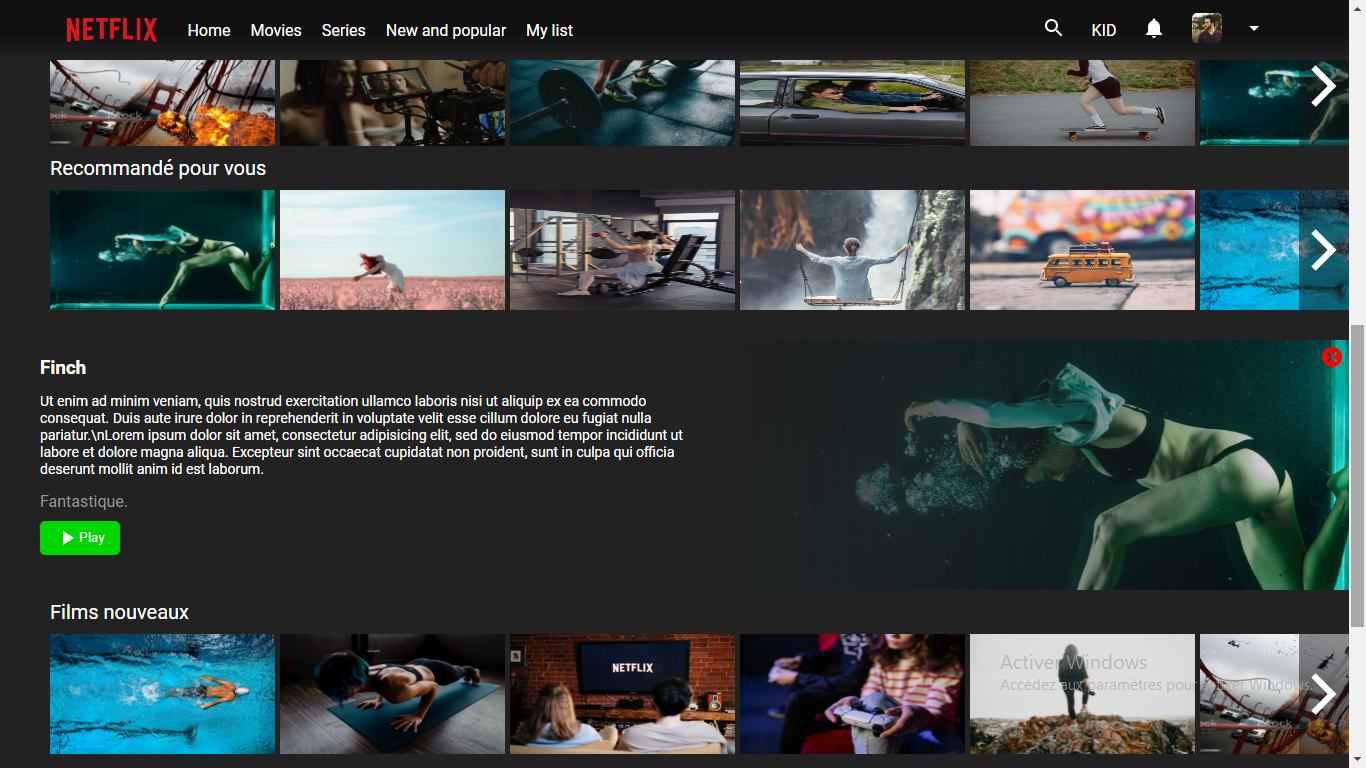 NETFLIX Home Movies Series New and popular My list KID
iStock
Recommandé pour vous
Finch
Ut enim ad minim veniam, quis nostrud exercitation ullamco laboris nisi ut aliquip ex ea commodo
consequat. Duis aute irure dolor in reprehenderit in voluptate velit esse cillum dolore eu fugiat nulla
pariatur.\nLorem ipsum dolor sit amet, consectetur adipisicing elit, sed do eiusmod tempor incididunt ut
labore et dolore magna aliqua. Excepteur sint occaecat cupidatat non proident, sunt in culpa qui officia
deserunt mollit anim id est laborum.
Fantastique.
Play
Films nouveaux
NETFLIX
Activer Windows
Accédez aux paramètres pour activer Windows.